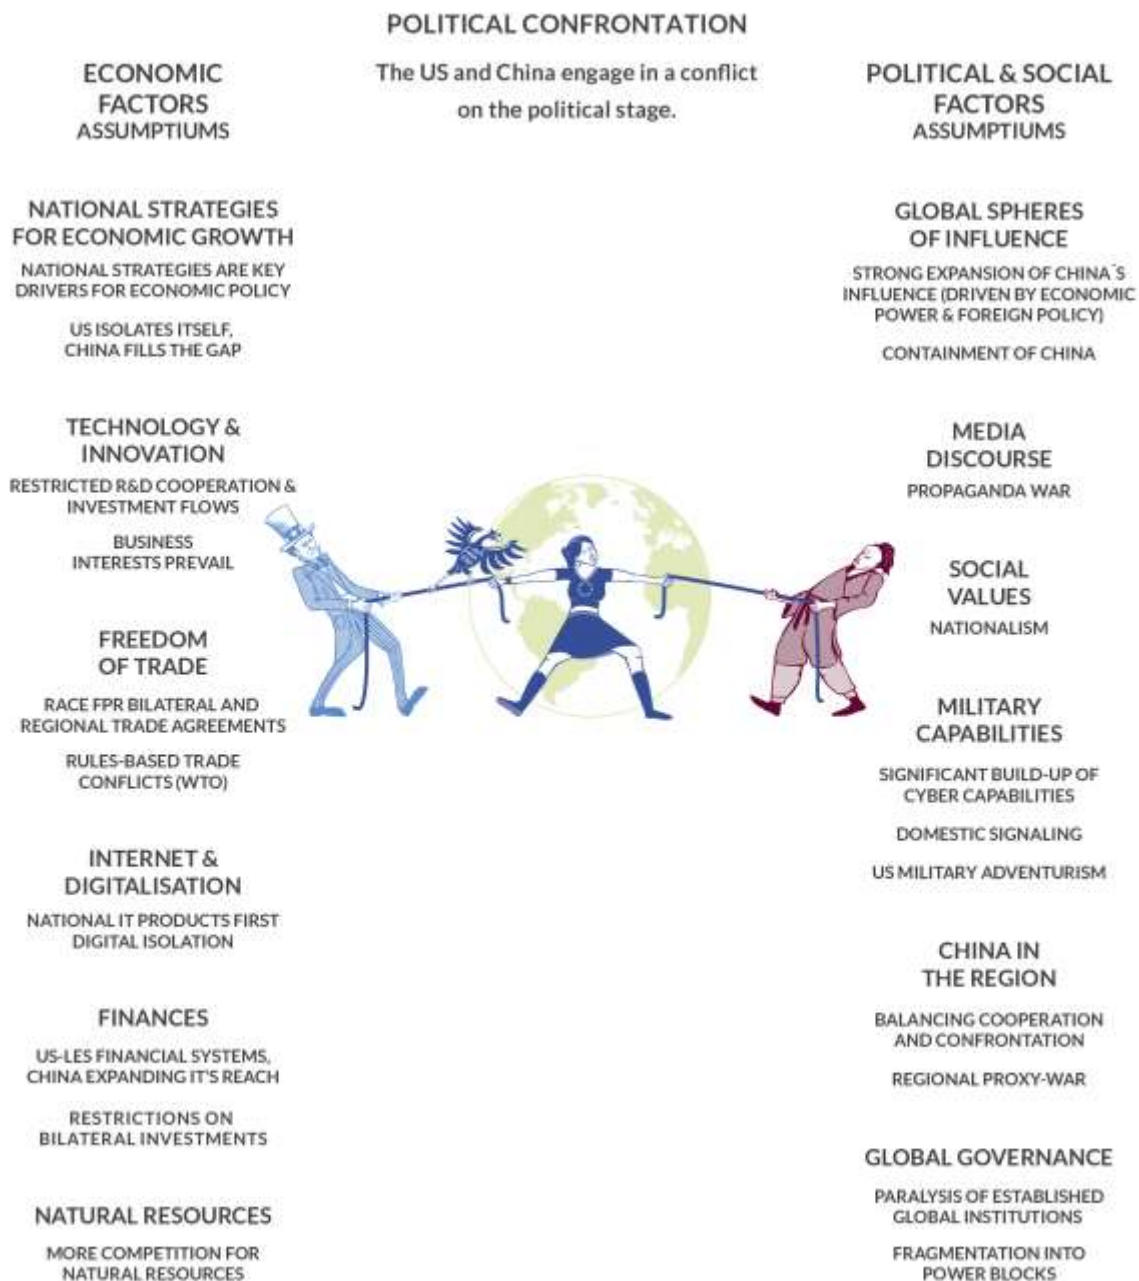 POLITICAL CONFRONTATION
The US and China engage in a conflict
on the political stage.
ECONOMIC
FACTORS
ASSUMPTIUMS
NATIONAL STRATEGIES
FOR ECONOMIC GROWTH
NATIONAL STRATEGIES ARE KEY
DRIVERS FOR ECONOMIC POLICY
US ISOLATES ITSELF,
CHINA FILLS THE GAP
TECHNOLOGY &
INNOVATION
RESTRICTED R&D COOPERATION &
INVESTMENT FLOWS
BUSINESS
INTERESTS PREVAIL
FREEDOM
OF TRADE
RACE FPR BILATERAL AND
REGIONAL TRADE AGREEMENTS
RULES-BASED TRADE
CONFLICTS (WTO)
INTERNET &
DIGITALISATION
NATIONAL IT PRODUCTS FIRST
DIGITAL ISOLATION
FINANCES
US-LES FINANCIAL SYSTEMS,
CHINA EXPANDING IT'S REACH
RESTRICTIONS ON
BILATERAL INVESTMENTS
NATURAL RESOURCES
MORE COMPETITION FOR
NATURAL RESOURCES
POLITICAL & SOCIAL
FACTORS
ASSUMPTIUMS
GLOBAL SPHERES
OF INFLUENCE
STRONG EXPANSION OF CHINA´S
INFLUENCE (DRIVEN BY ECONOMIC
POWER & FOREIGN POLICY)
CONTAINMENT OF CHINA
MEDIA
DISCOURSE
PROPAGANDA WAR
SOCIAL
VALUES
NATIONALISM
MILITARY
CAPABILITIES
SIGNIFICANT BUILD-UP OF
CYBER CAPABILITIES
DOMESTIC SIGNALING
US MILITARY ADVENTURISM
CHINA IN
THE REGION
BALANCING COOPERATION
AND CONFRONTATION
REGIONAL PROXY-WAR
GLOBAL GOVERNANCE
PARALYSIS OF ESTABLISHED
GLOBAL INSTITUTIONS
FRAGMENTATION INTO
POWER BLOCKS